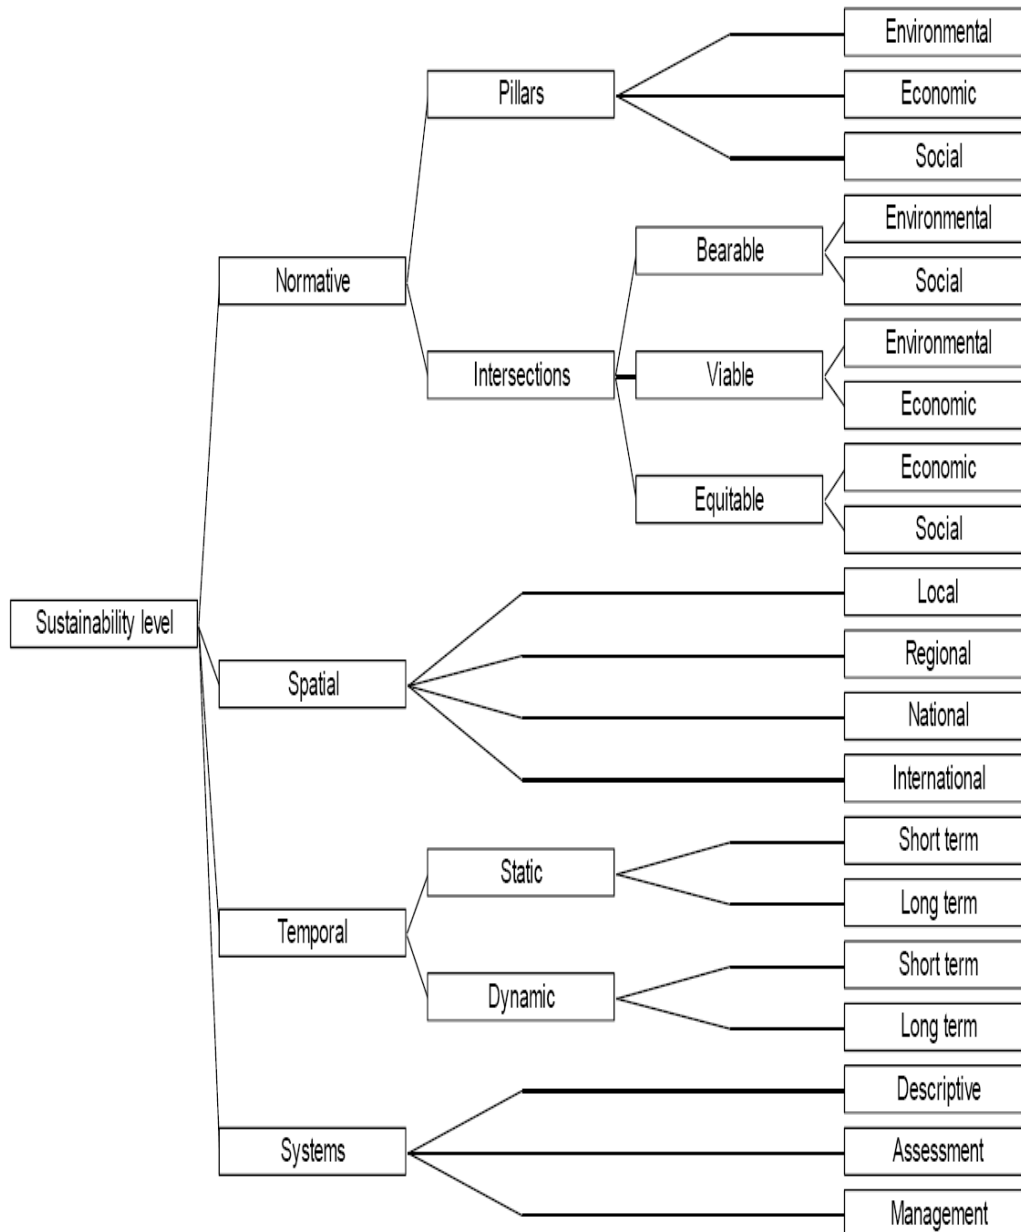 Environmental
Pillars
Economic
Social
Environmental
Bearable
Normative
Social
Environmental
Intersections
Viable
Economic
Economic
Equitable
Social
Local
Sustainability level
Regional
Spatial
National
International
Short term
Static
Long term
Temporal
Short term
Dynamic
Long term
Descriptive
Systems
Assessment
Management